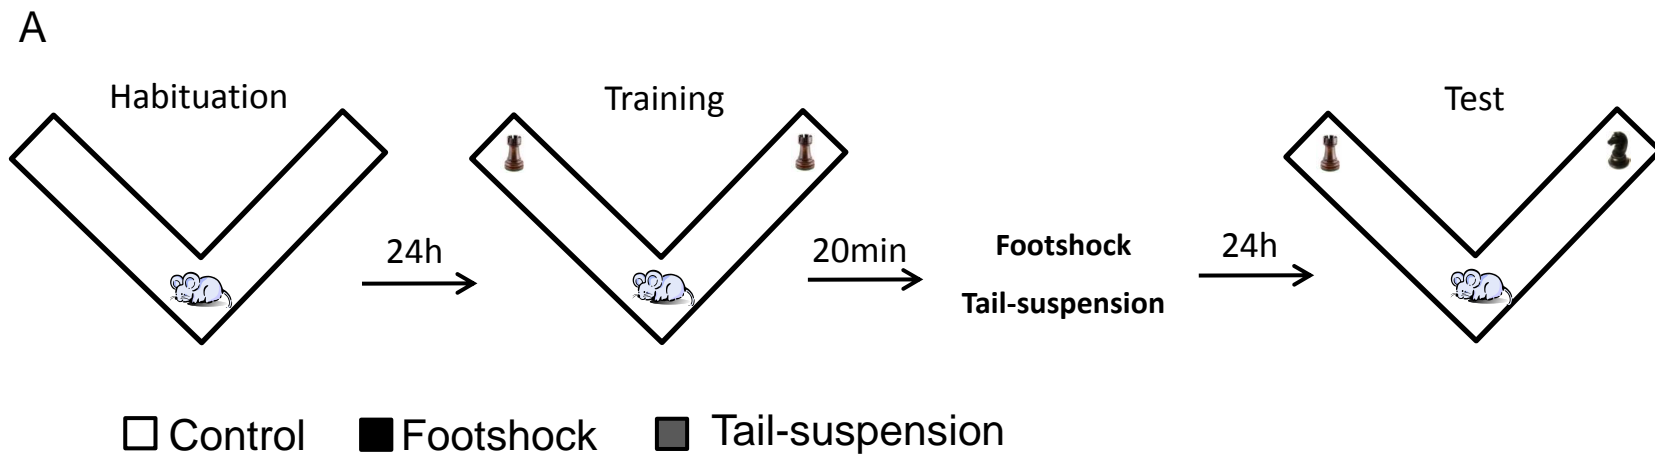 A
Habituation
Training
Test
24h
20min
Footshock
Tail-suspension
24h
Control
Footshock
Tail-suspension